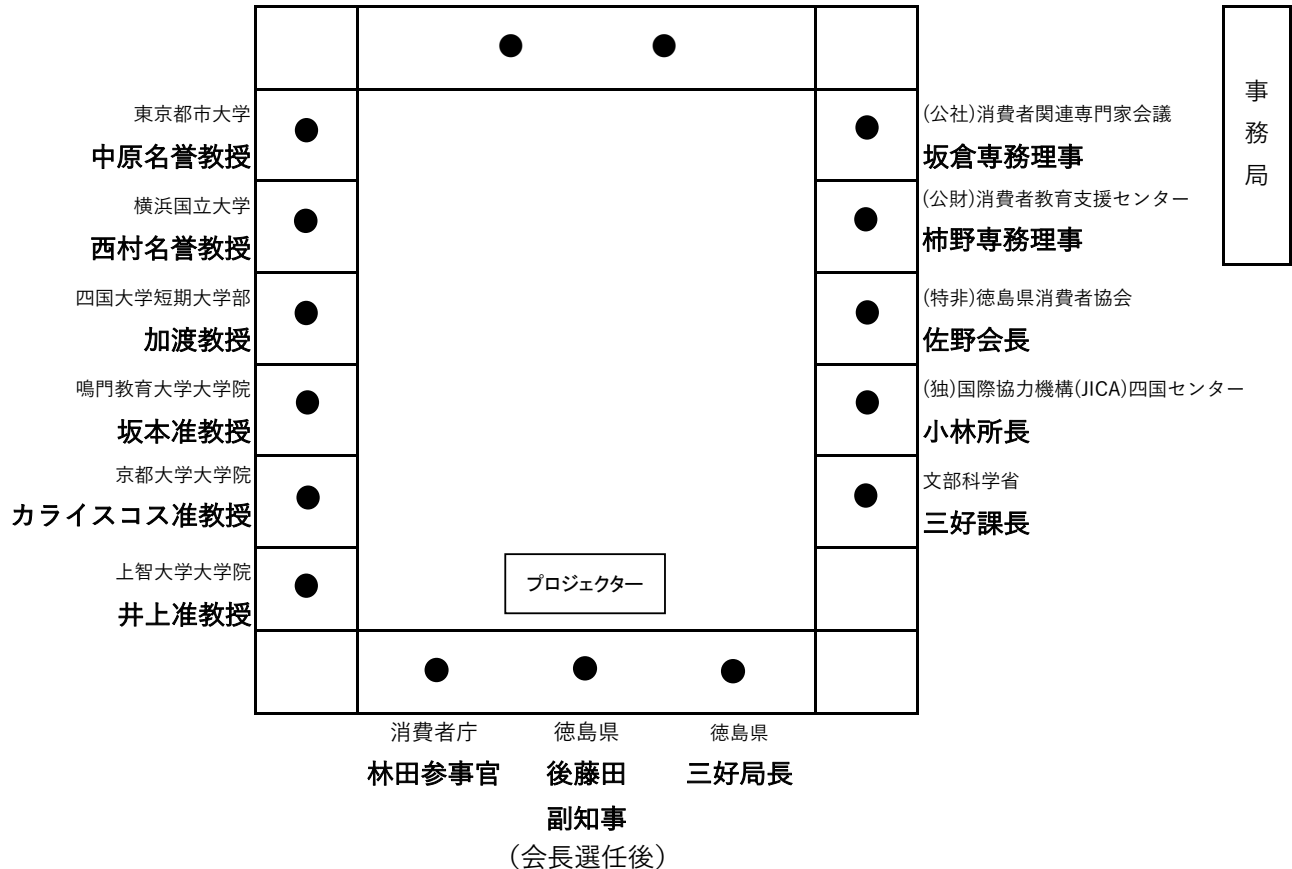 東京都市大学
中原名誉教授
横浜国立大学
西村名誉教授
四国大学短期大学部
加渡教授
鳴門教育大学大学院
坂本准教授
京都大学大学院
カライスコス准教授
上智大学大学院
井上准教授
(公社)消費者関連専門家会議
坂倉専務理事
(公財)消費者教育支援センター
柿野専務理事
(特非)徳島県消費者協会
佐野会長
(独)国際協力機構(JICA)四国センター
小林所長
文部科学省
三好課長
事務局
プロジェクター
消費者庁
林田参事官
徳島県
後藤田
副知事
（会長選任後）
徳島県
三好局長